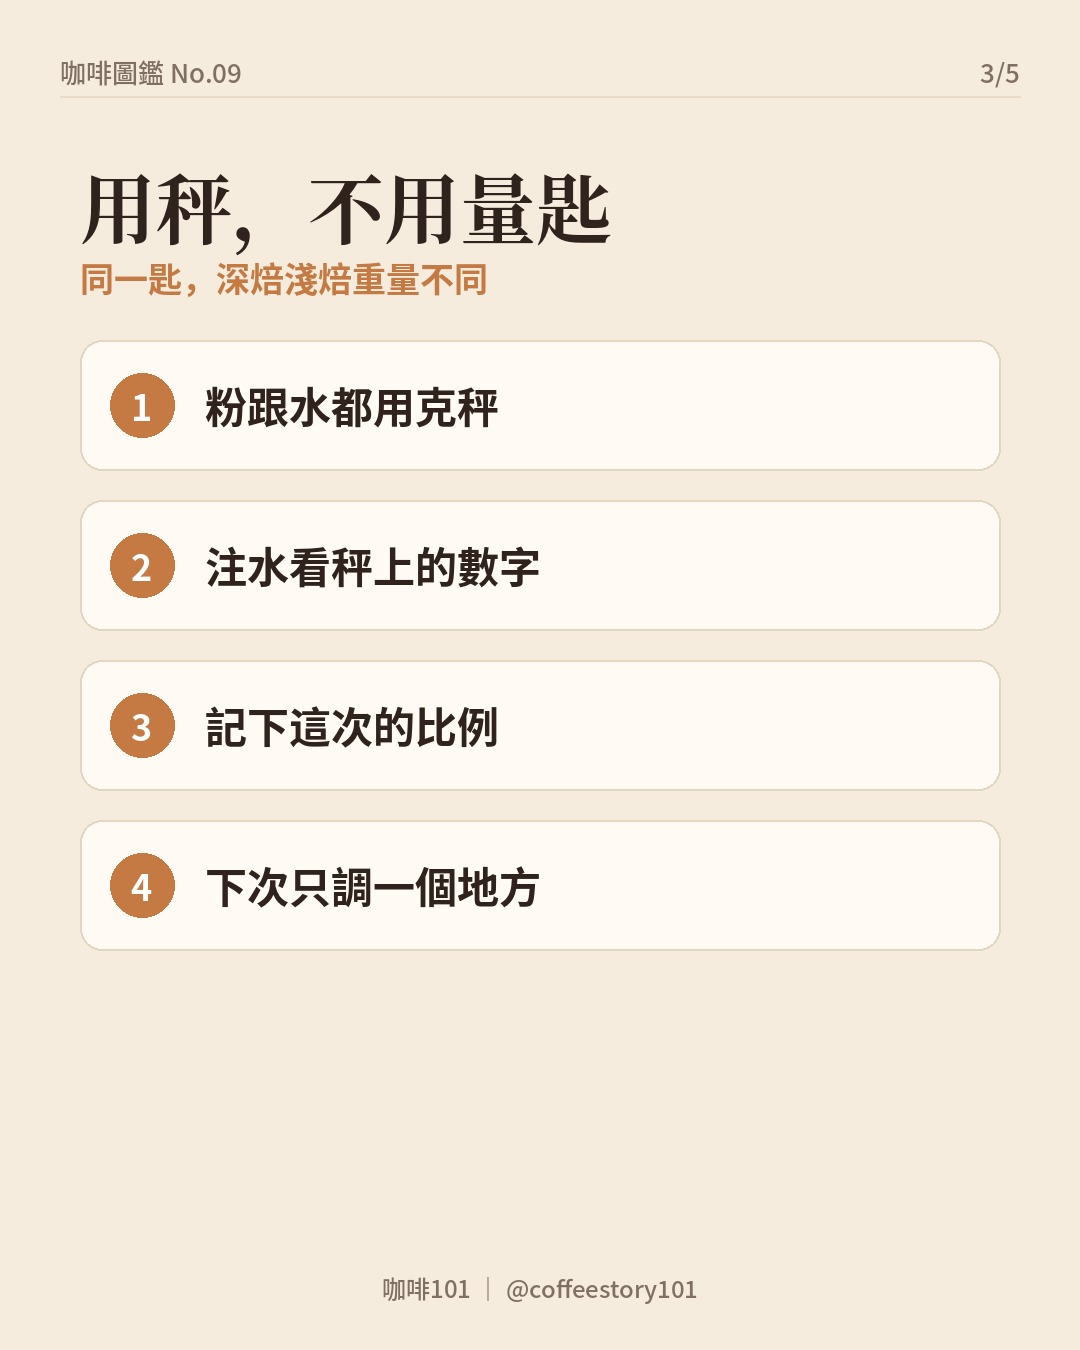 咖啡圖鑑 No.09
3/5
用秤，不用量匙
同一匙，深焙淺焙重量不同
1 粉跟水都用克秤
2 注水看秤上的數字
3 記下這次的比例
4 下次只調一個地方
咖啡101｜@coffeestory101